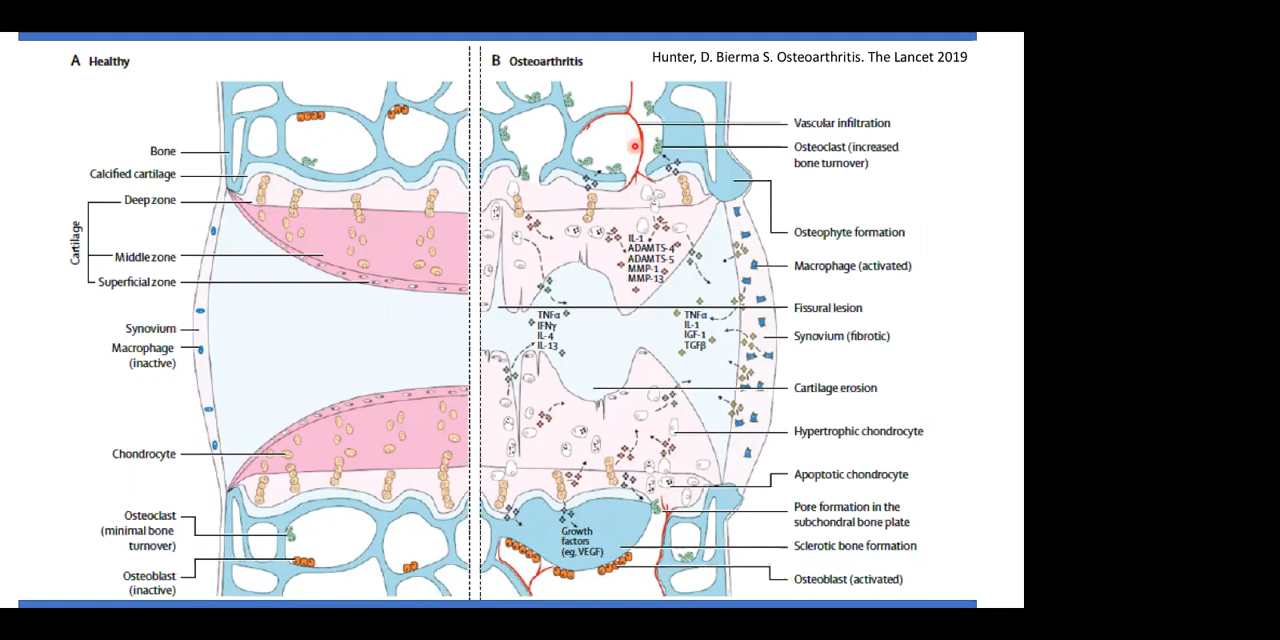 A Healthy
B Osteoarthritis
Hunter, D. Bierma S. Osteoarthritis. The Lancet 2019
Bone
Calcified cartilage
Cartilage
Deep zone
Middle zone
Superficial zone
Synovium
Macrophage
(inactive)
Chondrocyte
Osteoclast
(minimal bone
turnover)
Osteoblast
(inactive)
IL-1
ADAMTS-4
ADAMTS-5
MMP-1
MMP-13
TNFα
IFNγ
IL-4
IL-13
TNFα
IL-1
IGF-1
TGFβ
Growth
factors
(eg, VEGF)
Vascular infiltration
Osteoclast (increased
bone turnover)
Osteophyte formation
Macrophage (activated)
Fissural lesion
Synovium (fibrotic)
Cartilage erosion
Hypertrophic chondrocyte
Apoptotic chondrocyte
Pore formation in the
subchondral bone plate
Sclerotic bone formation
Osteoblast (activated)